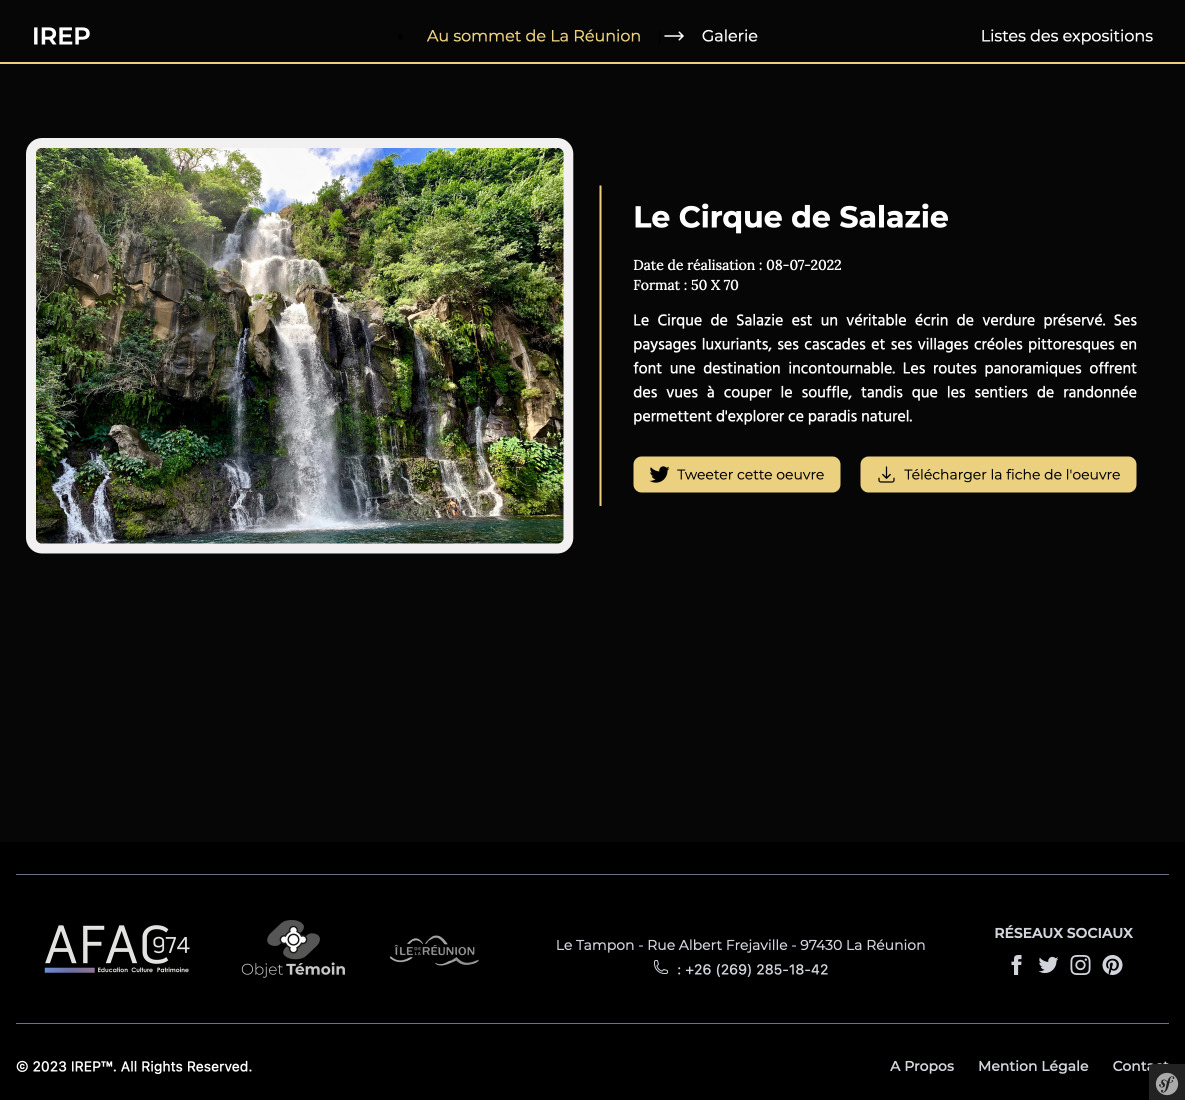 IREP
Au sommet de La Réunion → Galerie
Listes des expositions
Le Cirque de Salazie
Date de réalisation : 08-07-2022
Format : 50 X 70
Le Cirque de Salazie est un véritable écrin de verdure préservé. Ses
paysages luxuriants, ses cascades et ses villages créoles pittoresques en
font une destination incontournable. Les routes panoramiques offrent
des vues à couper le souffle, tandis que les sentiers de randonnée
permettent d'explorer ce paradis naturel.
Tweeter cette oeuvre
Télécharger la fiche de l'oeuvre
AFAC974
Education Culture Patrimoine
Objet Témoin
ÎLE DE LA RÉUNION
Le Tampon - Rue Albert Frejaville - 97430 La Réunion
: +26 (269) 285-18-42
RÉSEAUX SOCIAUX
© 2023 IREP™. All Rights Reserved.
A Propos
Mention Légale
Contact
sf